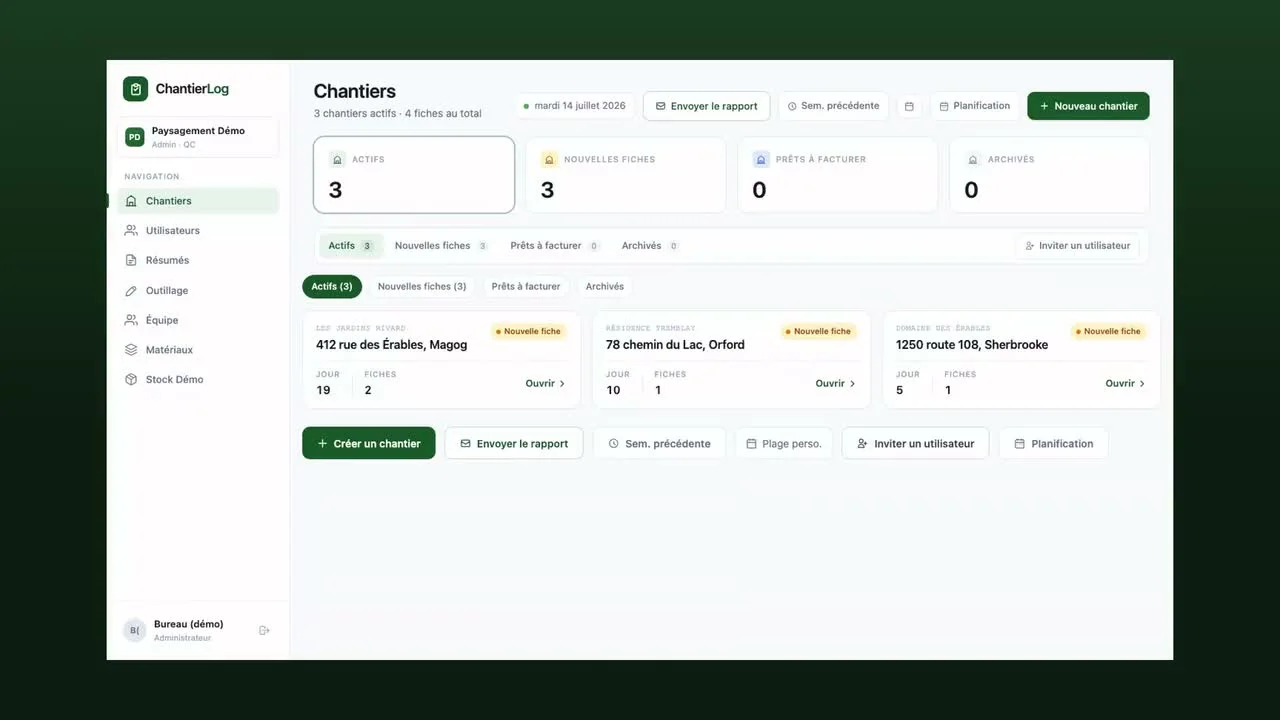 ChantierLog
PD
Paysagement Démo
Admin · QC
NAVIGATION
Chantiers
Utilisateurs
Résumés
Outillage
Équipe
Matériaux
Stock Démo
B(
Bureau (démo)
Administrateur
Chantiers
3 chantiers actifs · 4 fiches au total
mardi 14 juillet 2026
Envoyer le rapport
Sem. précédente
Planification
+ Nouveau chantier
ACTIFS
3
NOUVELLES FICHES
3
PRÊTS À FACTURER
0
ARCHIVÉS
0
Actifs 3
Nouvelles fiches 3
Prêts à facturer 0
Archivés 0
Inviter un utilisateur
Actifs (3)
Nouvelles fiches (3)
Prêts à facturer
Archivés
LES JARDINS RIVARD
Nouvelle fiche
412 rue des Érables, Magog
JOUR
19
FICHES
2
Ouvrir
RÉSIDENCE TREMBLAY
Nouvelle fiche
78 chemin du Lac, Orford
JOUR
10
FICHES
1
Ouvrir
DOMAINE DES ÉRABLES
Nouvelle fiche
1250 route 108, Sherbrooke
JOUR
5
FICHES
1
Ouvrir
+ Créer un chantier
Envoyer le rapport
Sem. précédente
Plage perso.
Inviter un utilisateur
Planification